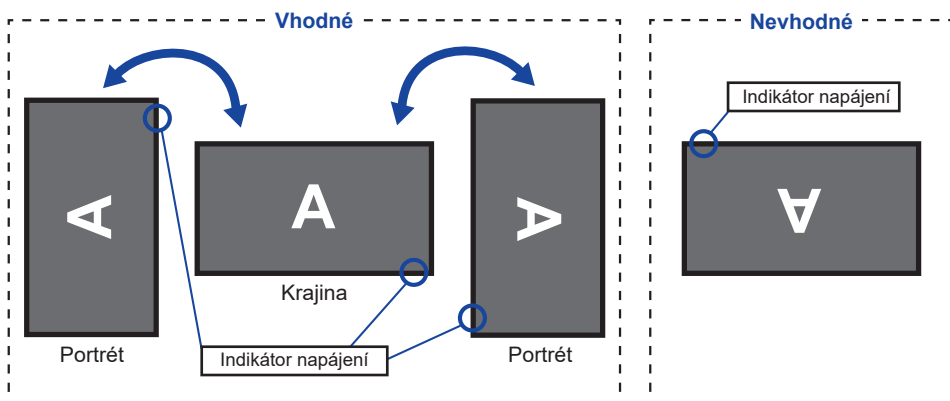 Vhodné
Nevhodné
Indikátor napájení
A
A
A
A
Krajina
Portrét
Indikátor napájení
Portrét